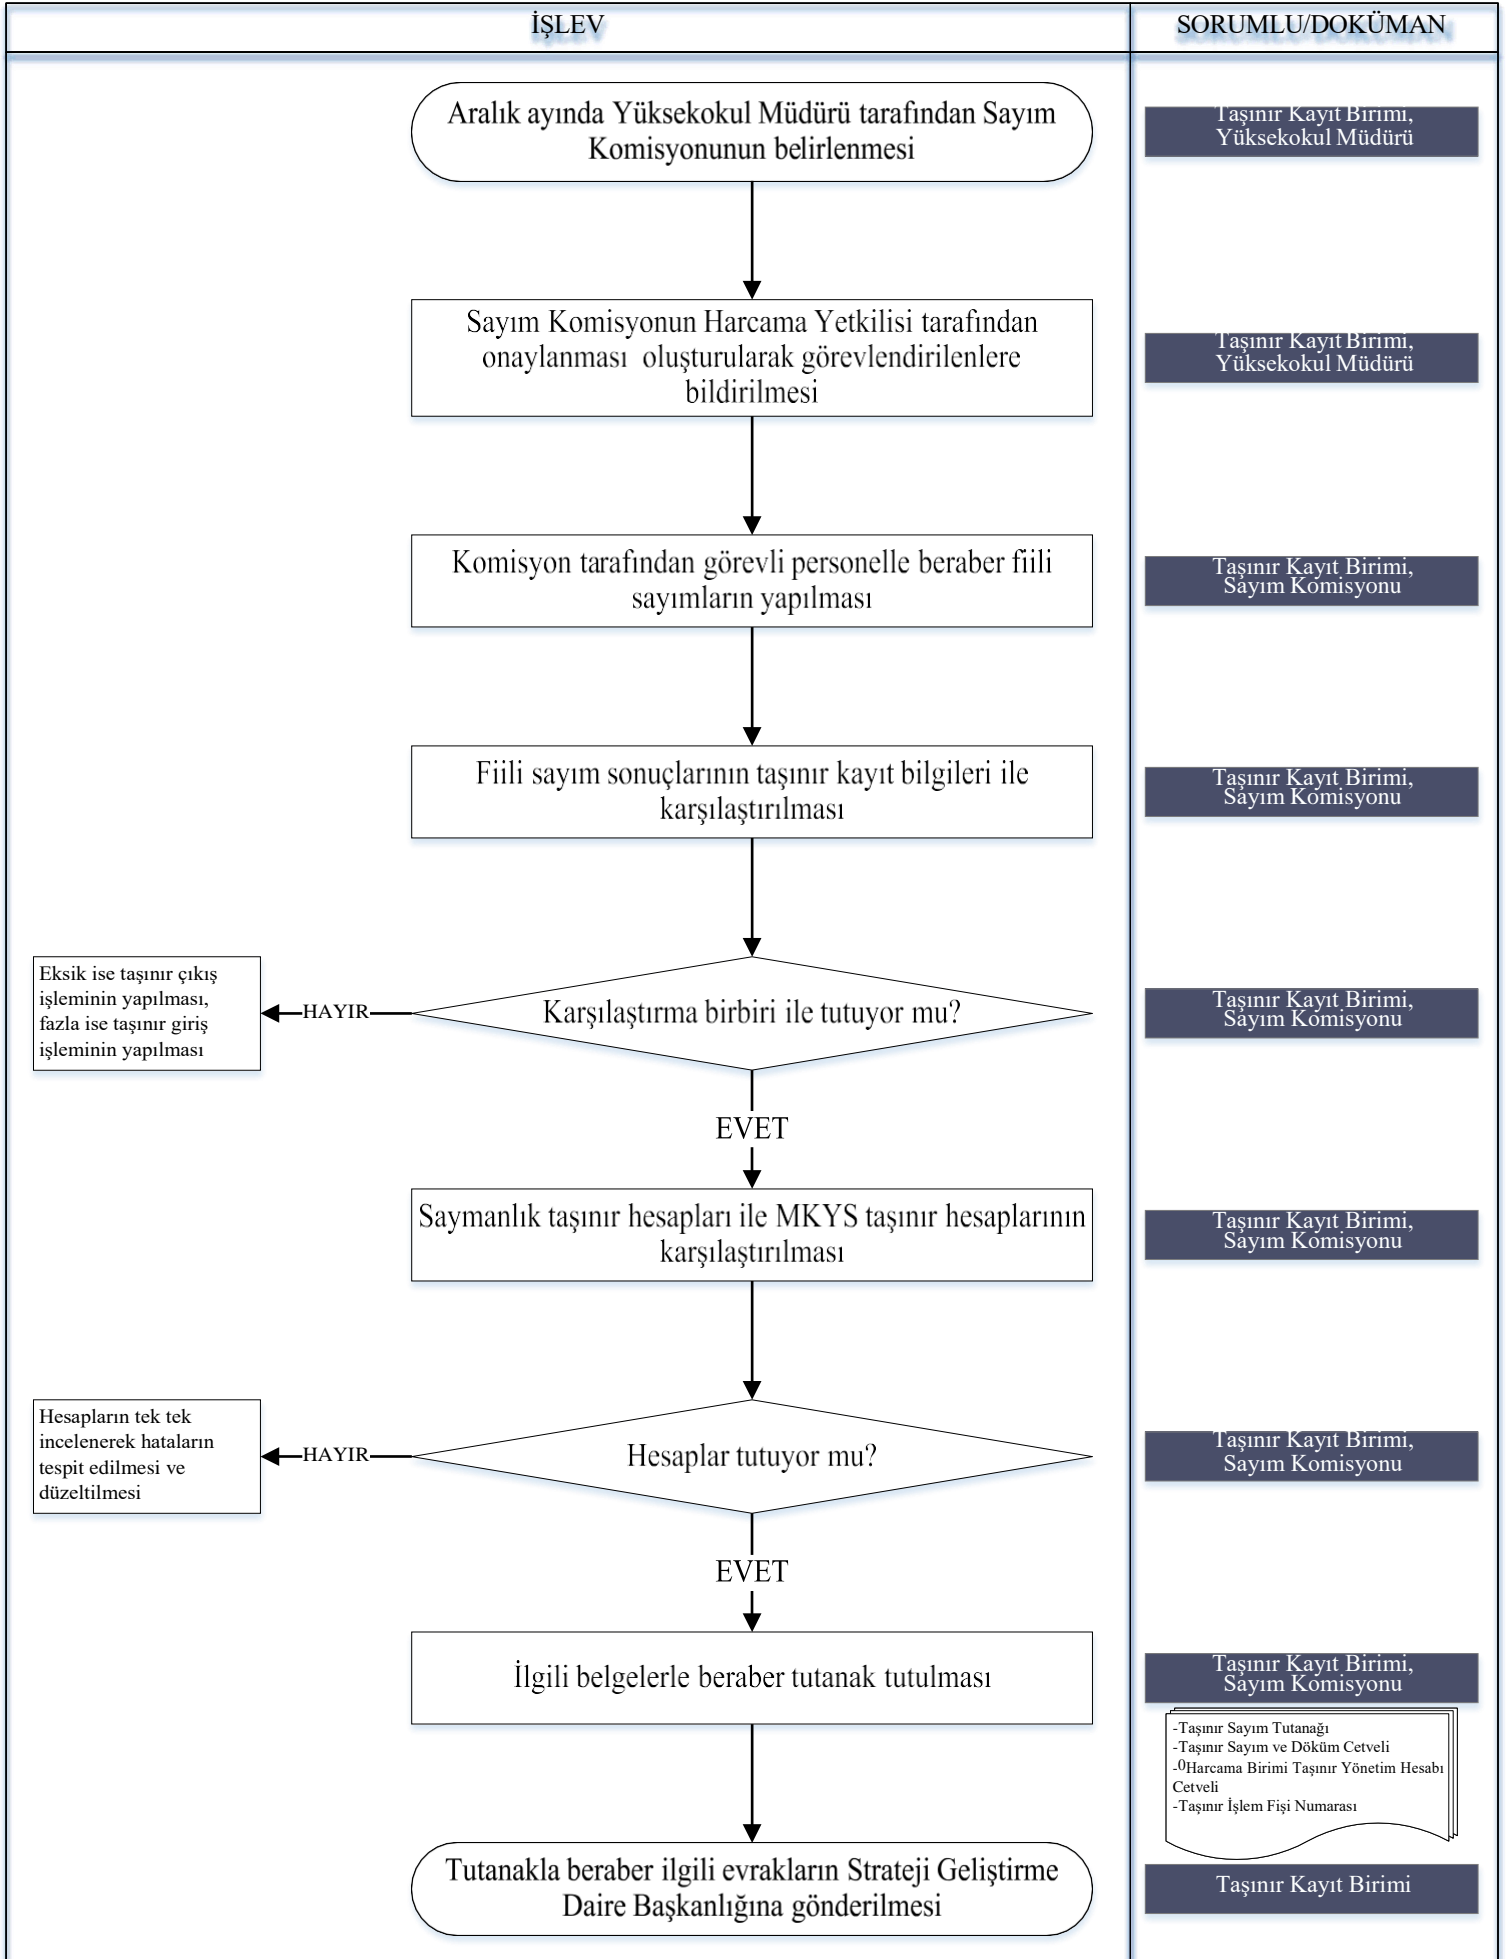 İŞLEV
SORUMLU/DOKÜMAN
Aralık ayında Yüksekokul Müdürü tarafından Sayım
Komisyonunun belirlenmesi
Taşınır Kayıt Birimi,
Yüksekokul Müdürü
Sayım Komisyonun Harcama Yetkilisi tarafından
onaylanması oluşturularak görevlendirilenlere
bildirilmesi
Taşınır Kayıt Birimi,
Yüksekokul Müdürü
Komisyon tarafından görevli personelle beraber fiili
sayımların yapılması
Taşınır Kayıt Birimi,
Sayım Komisyonu
Fiili sayım sonuçlarının taşınır kayıt bilgileri ile
karşılaştırılması
Taşınır Kayıt Birimi,
Sayım Komisyonu
Eksik ise taşınır çıkış
işleminin yapılması,
fazla ise taşınır giriş
işleminin yapılması
HAYIR
Karşılaştırma birbiri ile tutuyor mu?
Taşınır Kayıt Birimi,
Sayım Komisyonu
EVET
Saymanlık taşınır hesapları ile MKYS taşınır hesaplarının
karşılaştırılması
Taşınır Kayıt Birimi,
Sayım Komisyonu
Hesapların tek tek
incelenerek hataların
tespit edilmesi ve
düzeltilmesi
HAYIR
Hesaplar tutuyor mu?
Taşınır Kayıt Birimi,
Sayım Komisyonu
EVET
İlgili belgelerle beraber tutanak tutulması
Taşınır Kayıt Birimi,
Sayım Komisyonu
-Taşınır Sayım Tutanağı
-Taşınır Sayım ve Döküm Cetveli
-0Harcama Birimi Taşınır Yönetim Hesabı
Cetveli
-Taşınır İşlem Fişi Numarası
Tutanakla beraber ilgili evrakların Strateji Geliştirme
Daire Başkanlığına gönderilmesi
Taşınır Kayıt Birimi